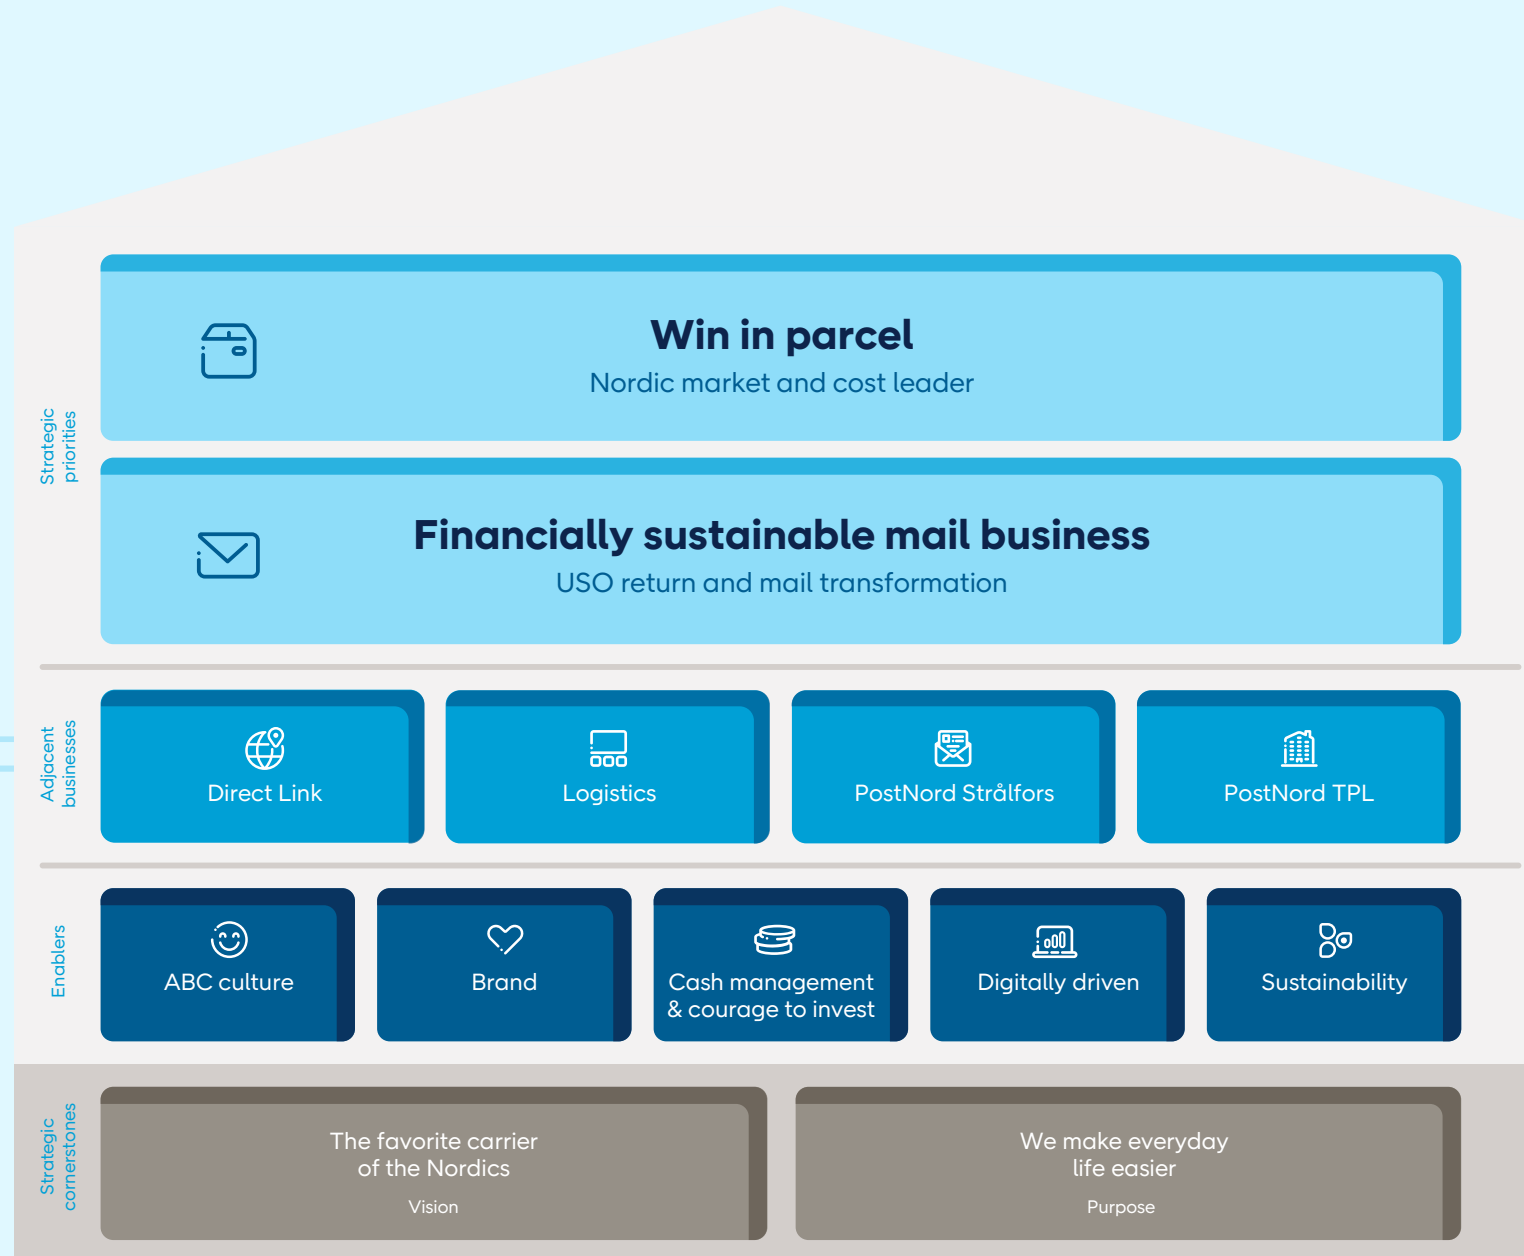 Strategic
priorities
Win in parcel
Nordic market and cost leader
Financially sustainable mail business
USO return and mail transformation
Adjacent
businesses
Direct Link
Logistics
PostNord Strålfors
PostNord TPL
Enablers
ABC culture
Brand
Cash management
& courage to invest
Digitally driven
Sustainability
Strategic
cornerstones
The favorite carrier
of the Nordics
Vision
We make everyday
life easier
Purpose